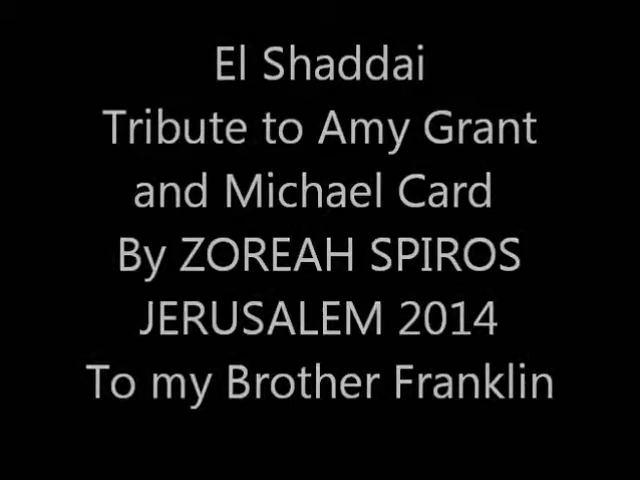 El Shaddai
Tribute to Amy Grant
and Michael Card
By ZOREAH SPIROS
JERUSALEM 2014
To my Brother Franklin